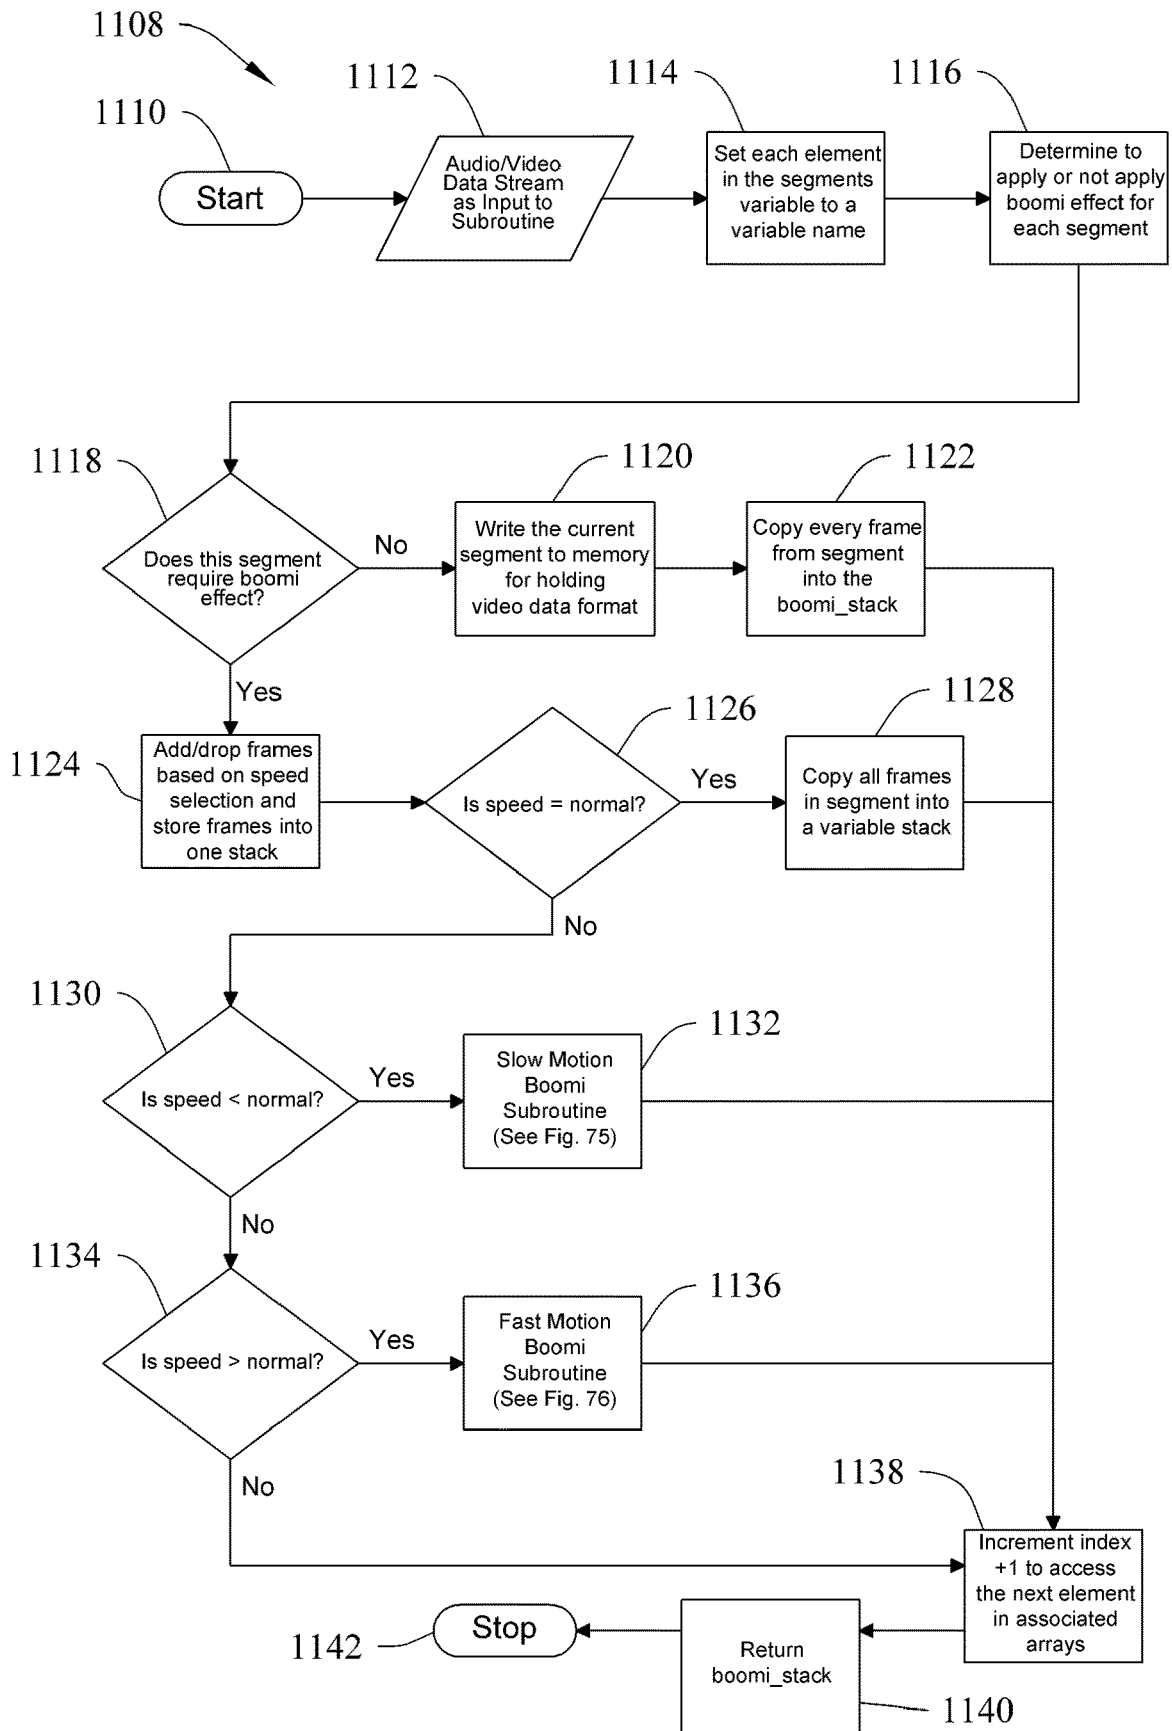 1108
1110
Start
1112
Audio/Video
Data Stream
as Input to
Subroutine
1114
Set each element
in the segments
variable to a
variable name
1116
Determine to
apply or not apply
boomi effect for
each segment
1118
Does this segment
require boomi
effect?
No
Yes
1120
Write the current
segment to memory
for holding
video data format
1122
Copy every frame
from segment
into the
boomi_stack
1124
Add/drop frames
based on speed
selection and
store frames into
one stack
1126
Is speed = normal?
Yes
No
1128
Copy all frames
in segment into
a variable stack
1130
Is speed < normal?
Yes
No
1132
Slow Motion
Boomi
Subroutine
(See Fig. 75)
1134
Is speed > normal?
Yes
No
1136
Fast Motion
Boomi
Subroutine
(See Fig. 76)
1138
Increment index
+1 to access
the next element
in associated
arrays
Return
boomi_stack
1140
Stop
1142